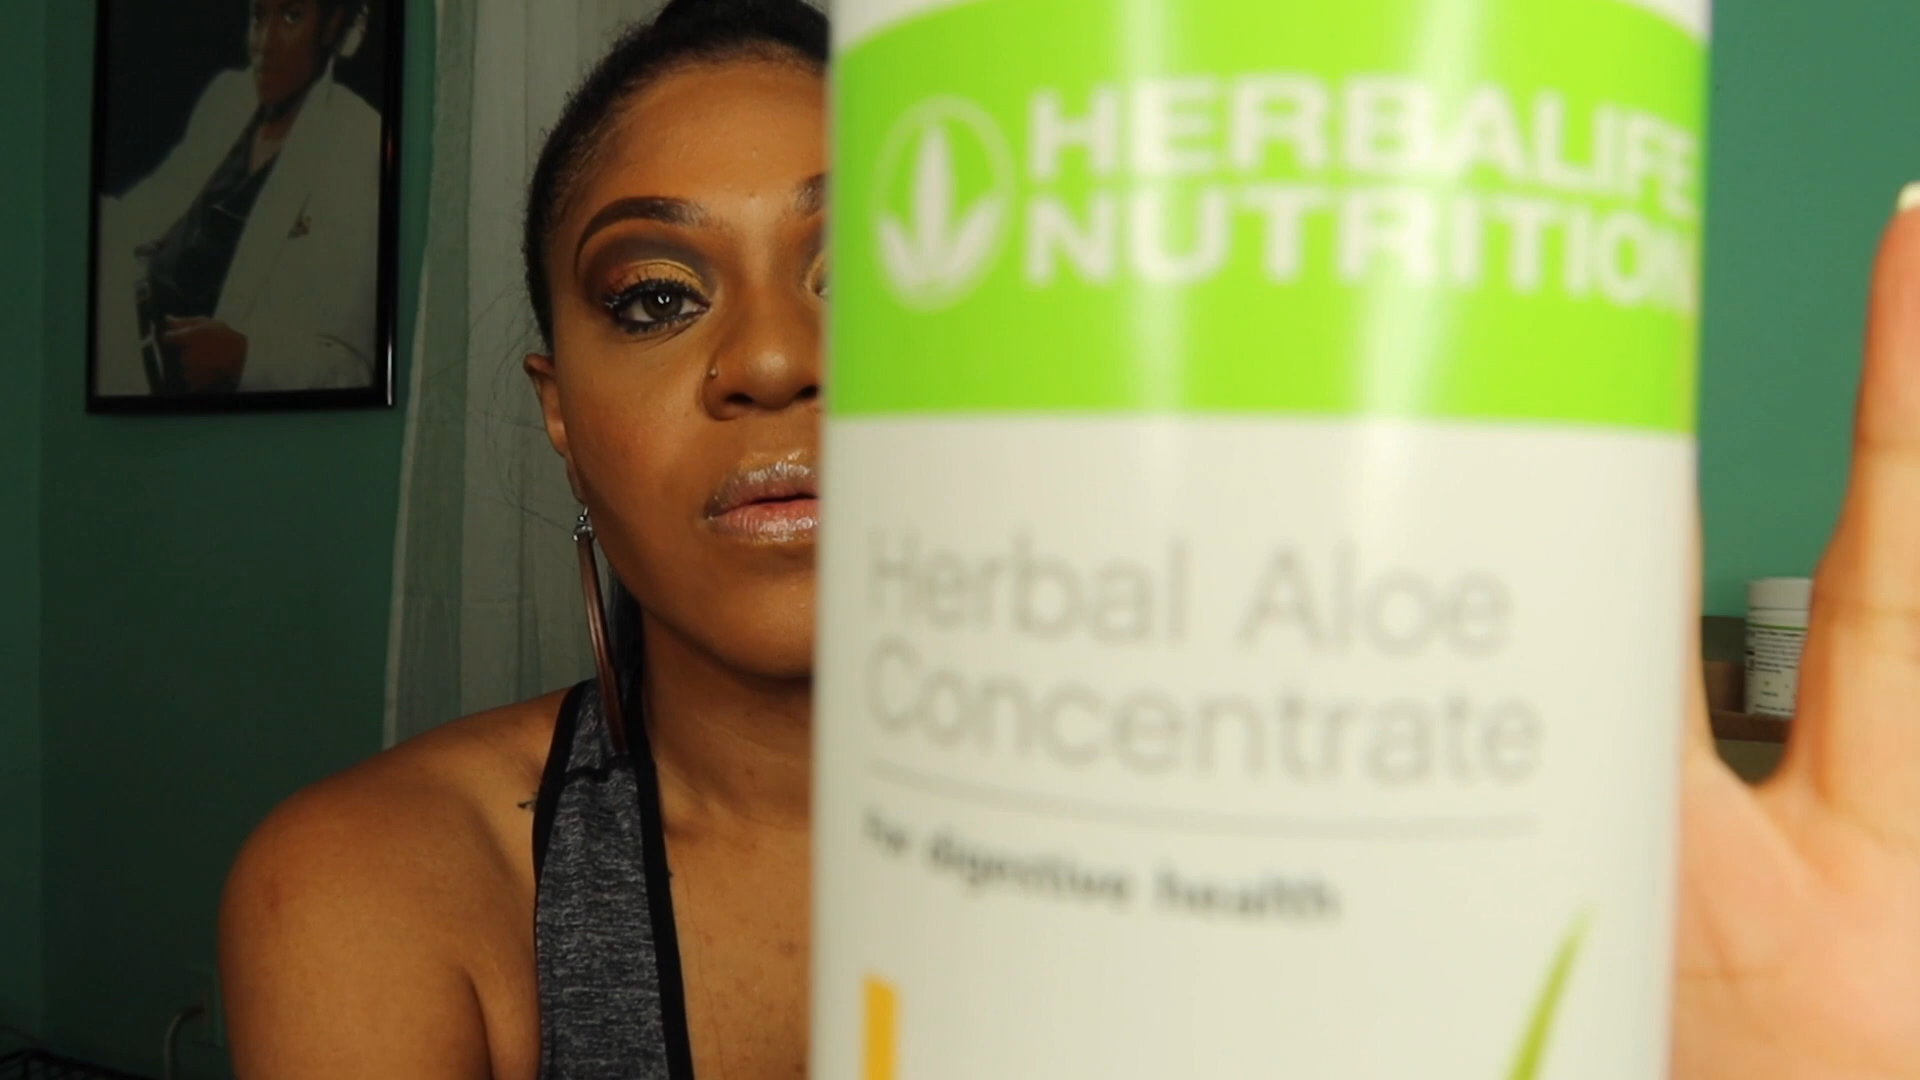 HERBALIFE
NUTRITION
Herbal Aloe
Concentrate
For digestive health